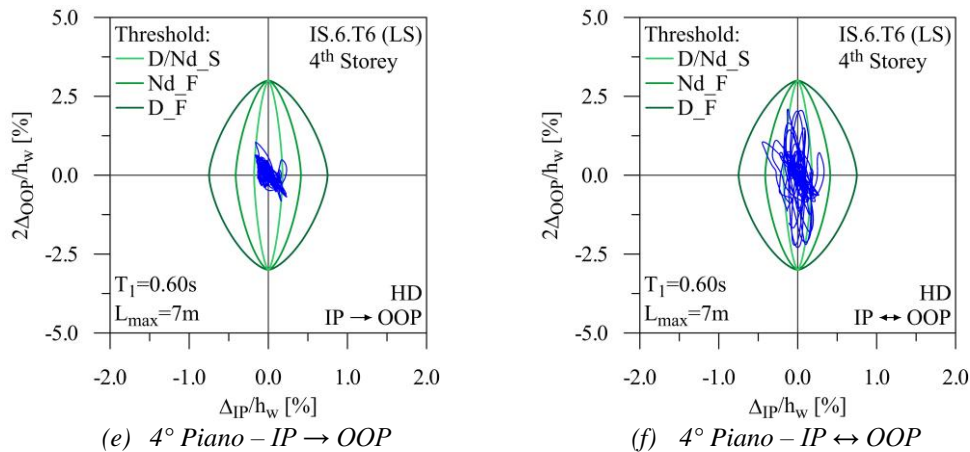 5.0
Threshold:
D/Nd_S
Nd_F
D_F
IS.6.T6 (LS)
4th Storey
2.5
0.0
-2.5
-5.0
2ΔOOP/hw [%]
T1=0.60s
Lmax=7m
HD
IP → OOP
-2.0 -1.0 0.0 1.0 2.0
ΔIP/hw [%]
(e) 4° Piano – IP → OOP
5.0
Threshold:
D/Nd_S
Nd_F
D_F
IS.6.T6 (LS)
4th Storey
2.5
0.0
-2.5
-5.0
2ΔOOP/hw [%]
T1=0.60s
Lmax=7m
HD
IP ↔ OOP
-2.0 -1.0 0.0 1.0 2.0
ΔIP/hw [%]
(f) 4° Piano – IP ↔ OOP